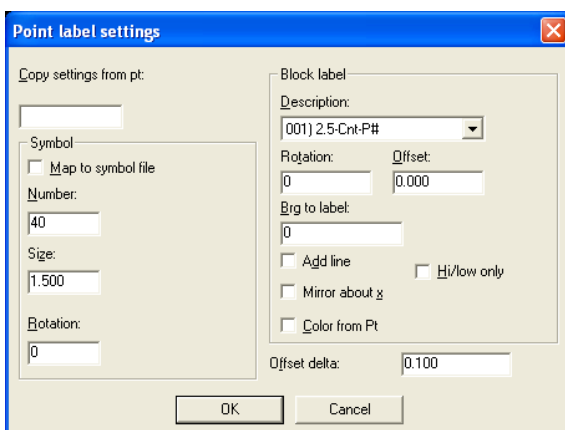 Point label settings
Copy settings from pt:
Symbol
Map to symbol file
Number:
40
Size:
1.500
Rotation:
0
Block label
Description:
001) 2.5-Cnt-P#
Rotation: Offset:
0 0.000
Brg to label:
0
Add line
Hi/low only
Mirror about x
Color from Pt
Offset delta: 0.100
OK Cancel